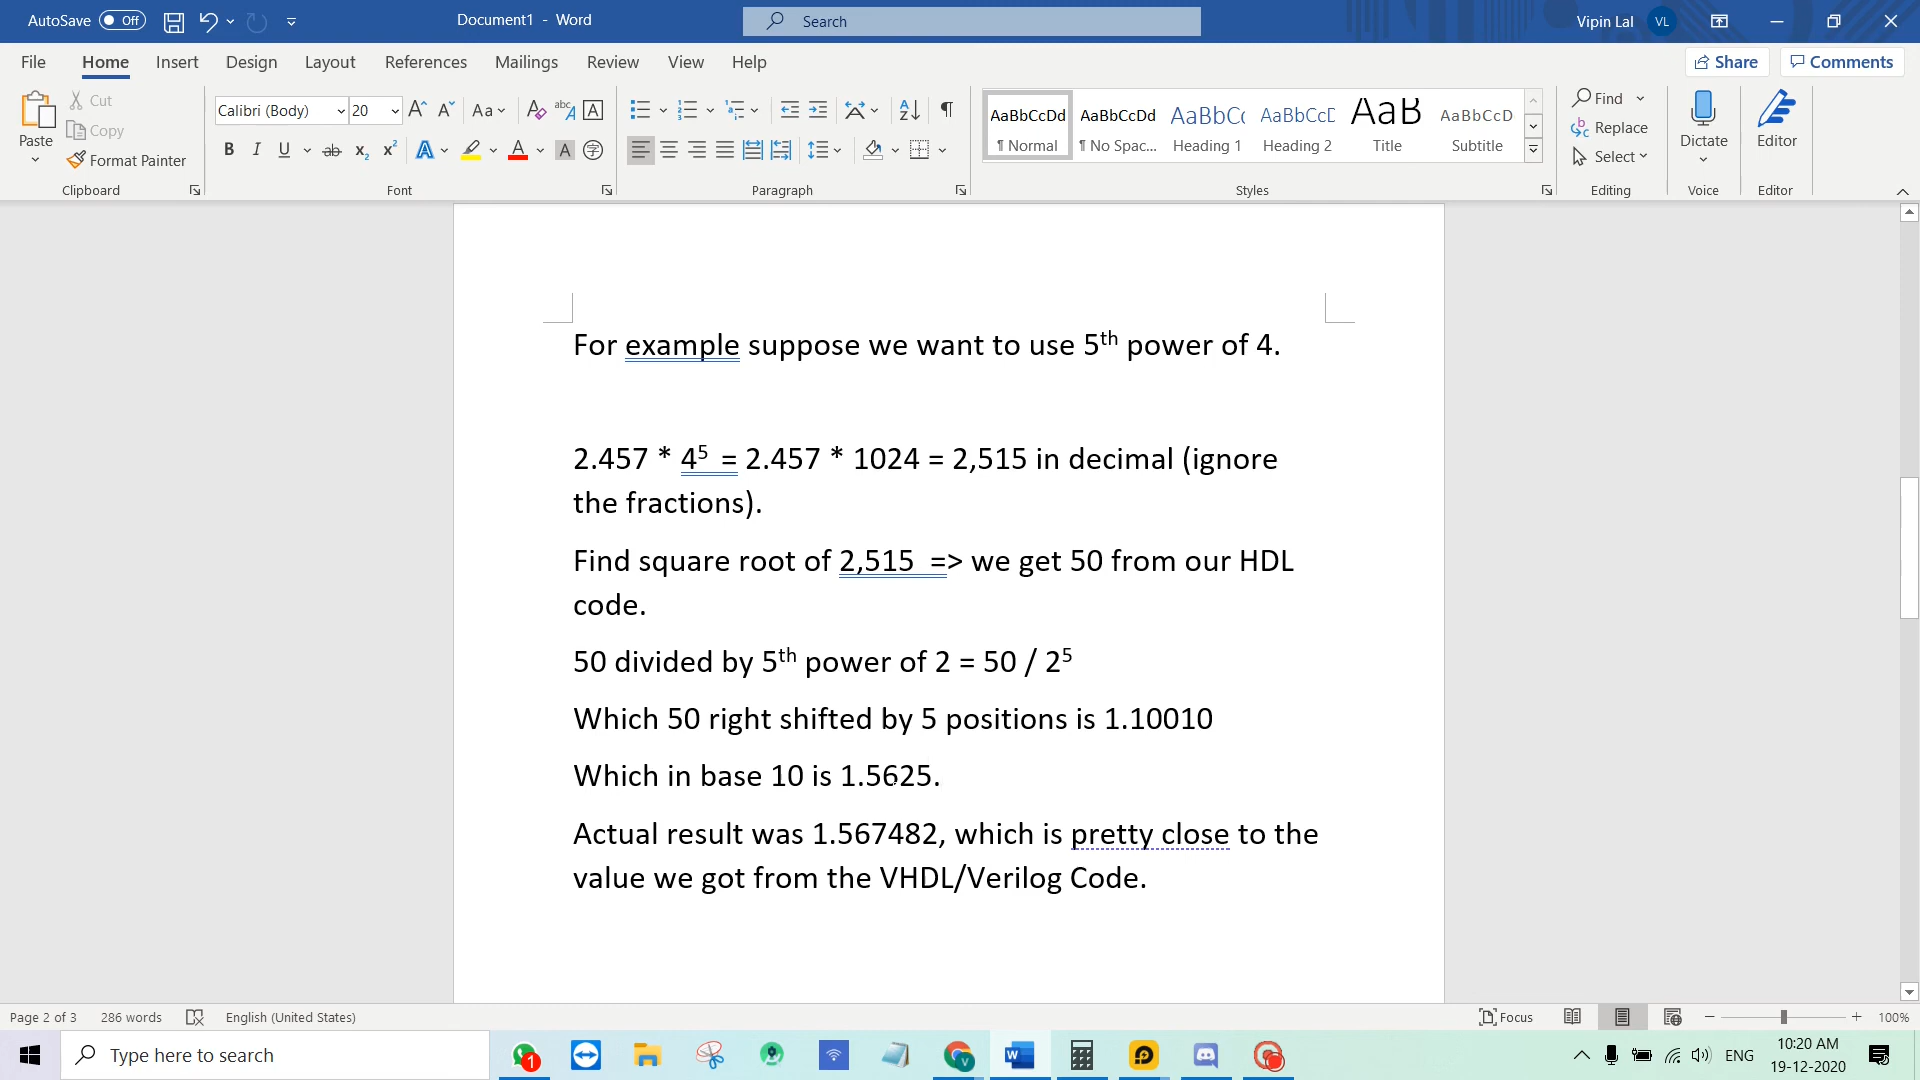 AutoSave Off
Document1 - Word
Search
Vipin Lal VL
File Home Insert Design Layout References Mailings Review View Help
Share Comments
Paste
Cut
Copy
Format Painter
Clipboard
Calibri (Body) 20
Font
Paragraph
AaBbCcDd AaBbCcDd AaBbCc AaBbCcD AaB AaBbCcD
¶ Normal ¶ No Spac... Heading 1 Heading 2 Title Subtitle
Styles
Find
Replace
Select
Editing
Dictate
Voice
Editor
Editor
For example suppose we want to use 5th power of 4.
2.457 * 4⁵ = 2.457 * 1024 = 2,515 in decimal (ignore
the fractions).
Find square root of 2,515 => we get 50 from our HDL
code.
50 divided by 5th power of 2 = 50 / 2⁵
Which 50 right shifted by 5 positions is 1.10010
Which in base 10 is 1.5625.
Actual result was 1.567482, which is pretty close to the
value we got from the VHDL/Verilog Code.
Page 2 of 3 286 words English (United States)
Focus 100%
Type here to search
1
ENG
10:20 AM
19-12-2020